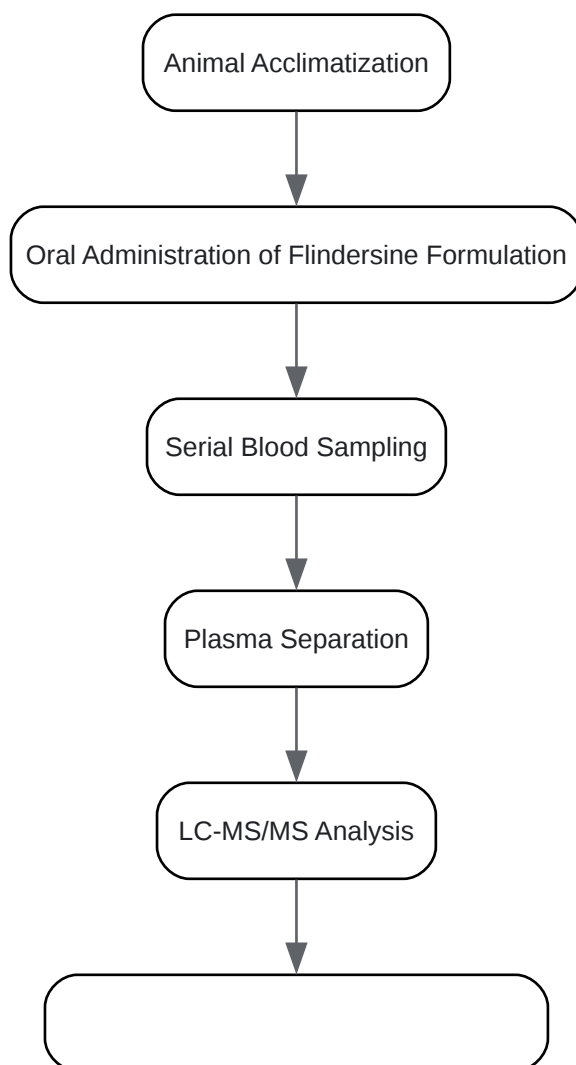 Animal Acclimatization
Oral Administration of Flindersine Formulation
Serial Blood Sampling
Plasma Separation
LC-MS/MS Analysis